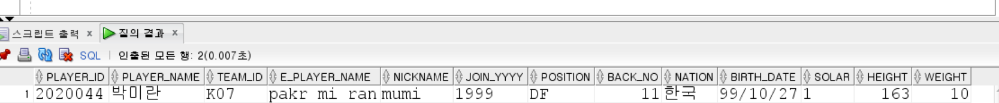 스크립트 출력 x 질의 결과 x
SQL | 인출된 모든 행: 2(0.007초)
PLAYER_ID PLAYER_NAME TEAM_ID E_PLAYER_NAME NICKNAME JOIN_YYYY POSITION BACK_NO NATION BIRTH_DATE SOLAR HEIGHT WEIGHT
1 2020044 박미란 K07 pakr mi ran mumi 1999 DF 11 한국 99/10/27 1 163 10